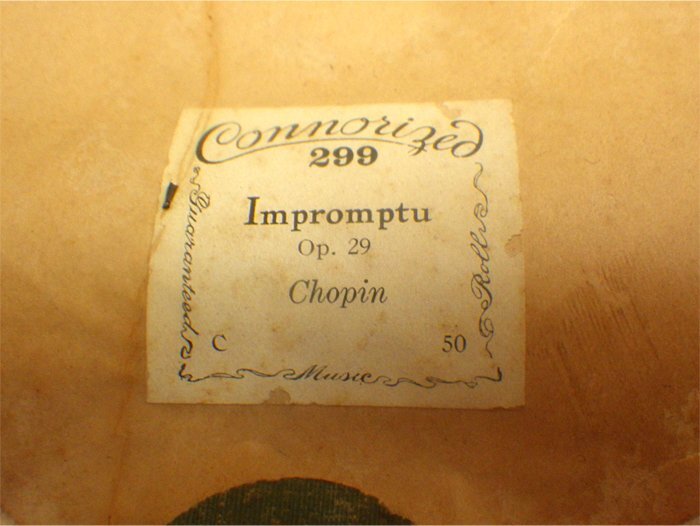 Connorized
299
Guaranteed
Impromptu
Op. 29
Chopin
C 50
Music
Rolls